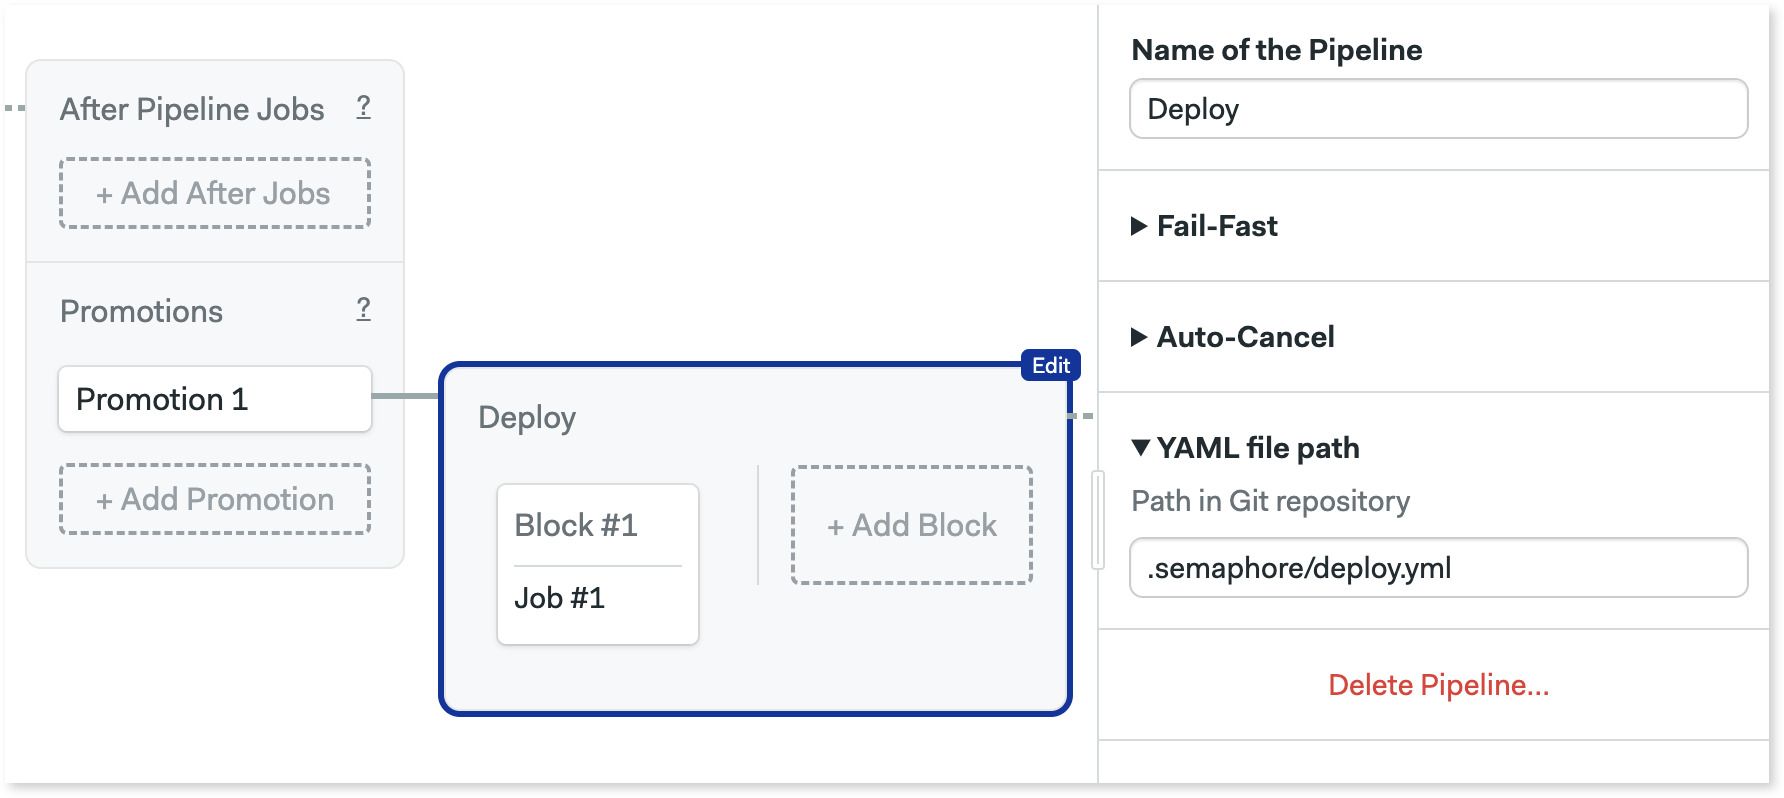 After Pipeline Jobs ?
+ Add After Jobs
Promotions ?
Promotion 1
+ Add Promotion
Edit
Deploy
Block #1
Job #1
+ Add Block
Name of the Pipeline
Deploy
Fail-Fast
Auto-Cancel
YAML file path
Path in Git repository
.semaphore/deploy.yml
Delete Pipeline...